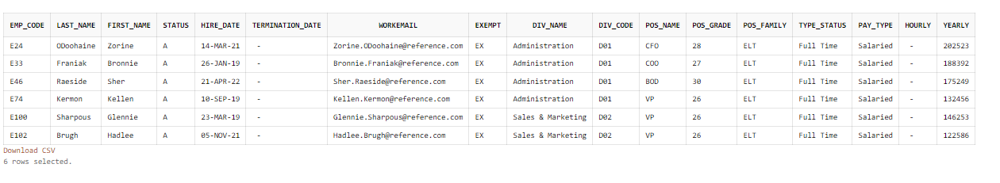 EMP_CODE LAST_NAME FIRST_NAME STATUS HIRE_DATE TERMINATION_DATE WORKEMAIL EXEMPT DIV_NAME DIV_CODE POS_NAME POS_GRADE POS_FAMILY TYPE_STATUS PAY_TYPE HOURLY YEARLY
E24 ODoohaine Zorine A 14-MAR-21 - Zorine.ODoohaine@reference.com EX Administration D01 CFO 28 ELT Full Time Salaried - 202523
E33 Franiak Bronnie A 26-JAN-19 - Bronnie.Franiak@reference.com EX Administration D01 COO 27 ELT Full Time Salaried - 188392
E46 Raeside Sher A 21-APR-22 - Sher.Raeside@reference.com EX Administration D01 BOD 30 ELT Full Time Salaried - 175249
E74 Kermon Kellen A 10-SEP-19 - Kellen.Kermon@reference.com EX Administration D01 VP 26 ELT Full Time Salaried - 132456
E100 Sharpous Glennie A 23-MAR-19 - Glennie.Sharpous@reference.com EX Sales & Marketing D02 VP 26 ELT Full Time Salaried - 146253
E102 Brugh Hadlee A 05-NOV-21 - Hadlee.Brugh@reference.com EX Sales & Marketing D02 VP 26 ELT Full Time Salaried - 122586
Download CSV
6 rows selected.